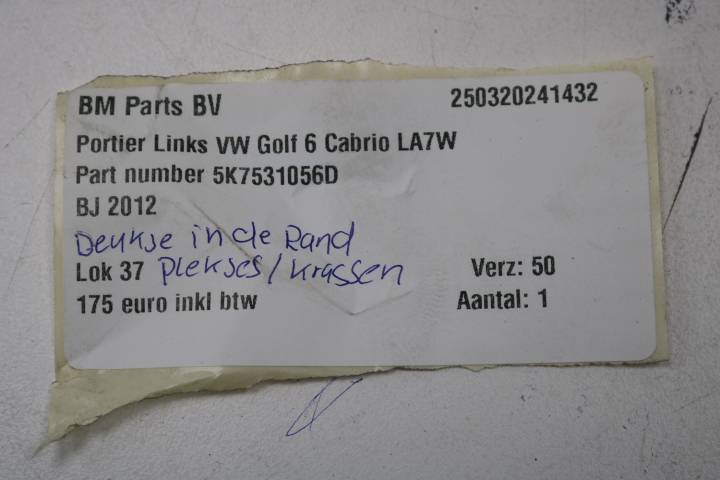 BM Parts BV 250320241432
Portier Links VW Golf 6 Cabrio LA7W
Part number 5K7531056D
BJ 2012
Deukje in de Rand
Lok 37 Plekjes/krassen Verz: 50
175 euro inkl btw Aantal: 1